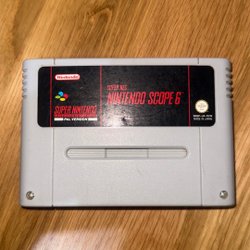 Nintendo
SUPER NES
NINTENDO SCOPE 6
SUPER NINTENDO
PAL VERSION